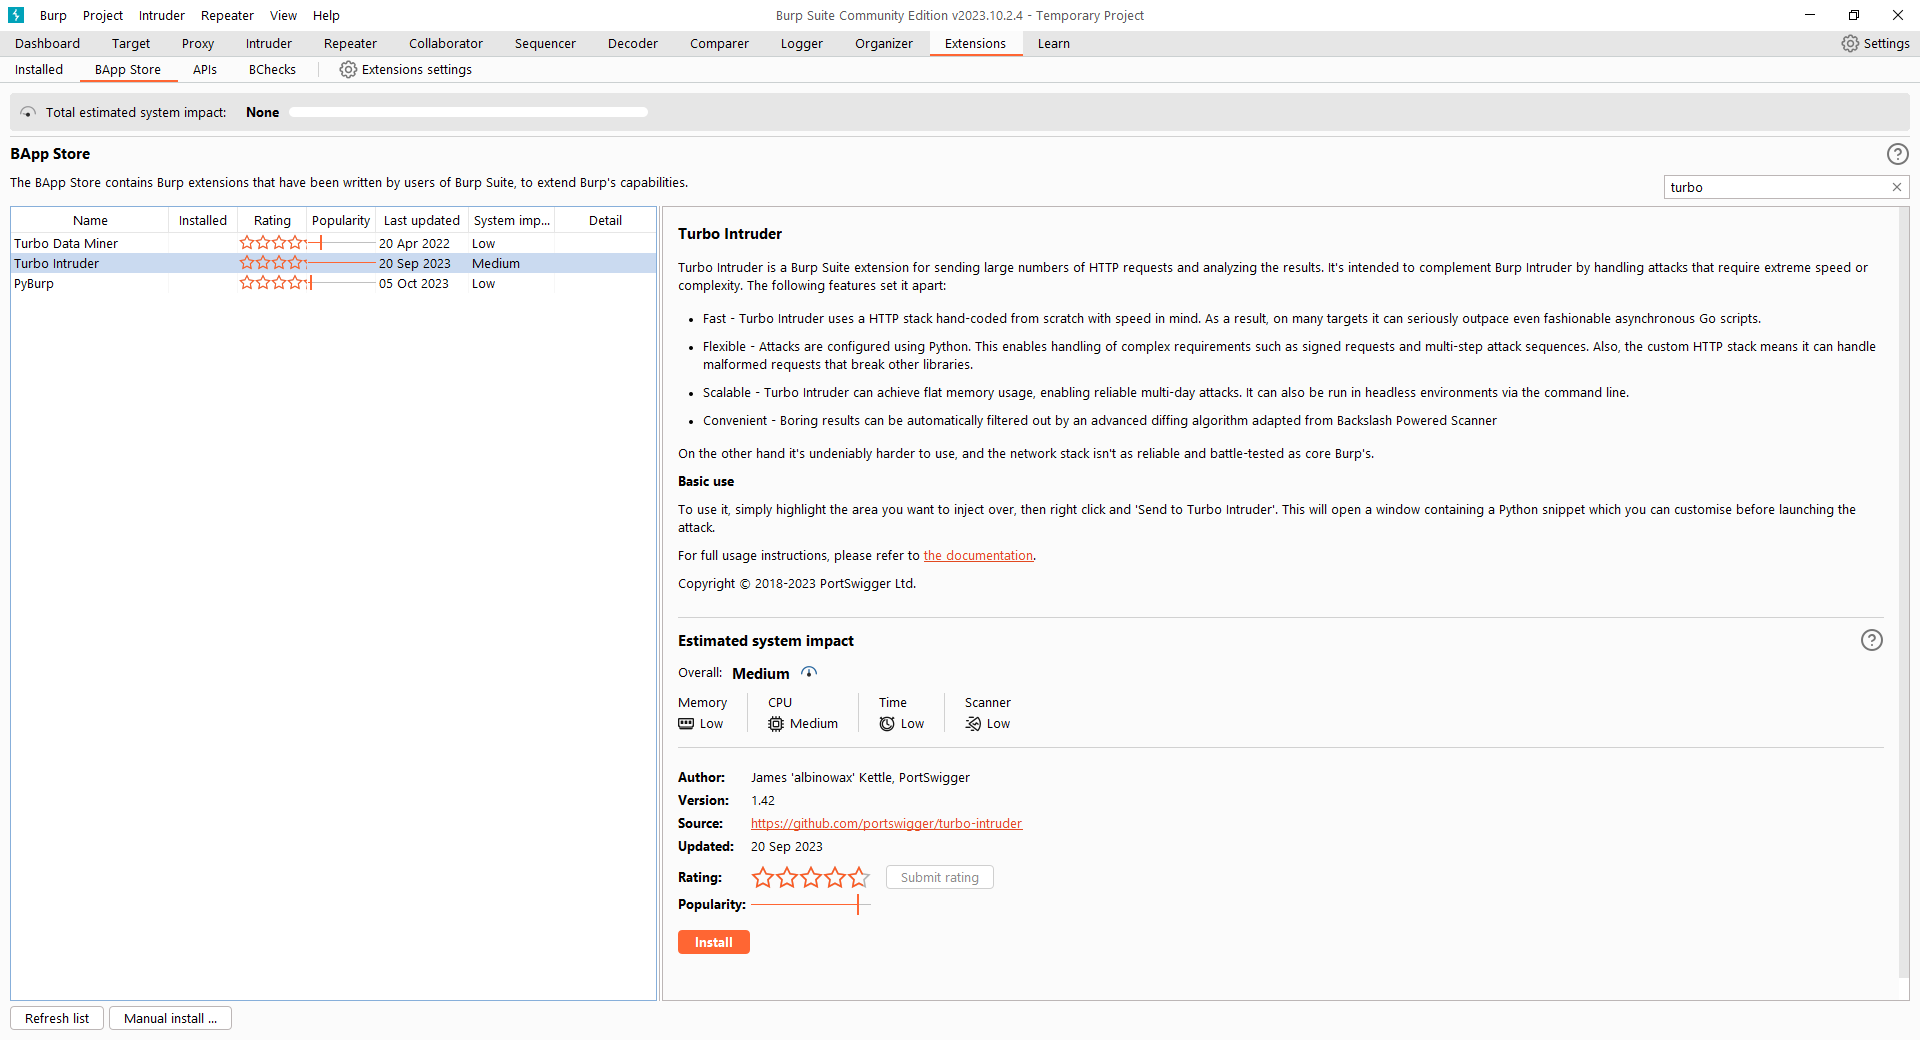 Burp Project Intruder Repeater View Help
Burp Suite Community Edition v2023.10.2.4 - Temporary Project
Dashboard Target Proxy Intruder Repeater Collaborator Sequencer Decoder Comparer Logger Organizer Extensions Learn Settings
Installed BApp Store APIs BChecks Extensions settings
Total estimated system impact: None
BApp Store
The BApp Store contains Burp extensions that have been written by users of Burp Suite, to extend Burp's capabilities.
turbo
Name Installed Rating Popularity Last updated System imp... Detail
Turbo Data Miner 20 Apr 2022 Low
Turbo Intruder 20 Sep 2023 Medium
PyBurp 05 Oct 2023 Low
Turbo Intruder
Turbo Intruder is a Burp Suite extension for sending large numbers of HTTP requests and analyzing the results. It's intended to complement Burp Intruder by handling attacks that require extreme speed or
complexity. The following features set it apart:
• Fast - Turbo Intruder uses a HTTP stack hand-coded from scratch with speed in mind. As a result, on many targets it can seriously outpace even fashionable asynchronous Go scripts.
• Flexible - Attacks are configured using Python. This enables handling of complex requirements such as signed requests and multi-step attack sequences. Also, the custom HTTP stack means it can handle
malformed requests that break other libraries.
• Scalable - Turbo Intruder can achieve flat memory usage, enabling reliable multi-day attacks. It can also be run in headless environments via the command line.
• Convenient - Boring results can be automatically filtered out by an advanced diffing algorithm adapted from Backslash Powered Scanner
On the other hand it's undeniably harder to use, and the network stack isn't as reliable and battle-tested as core Burp's.
Basic use
To use it, simply highlight the area you want to inject over, then right click and 'Send to Turbo Intruder'. This will open a window containing a Python snippet which you can customise before launching the
attack.
For full usage instructions, please refer to the documentation.
Copyright © 2018-2023 PortSwigger Ltd.
Estimated system impact
Overall: Medium
Memory CPU Time Scanner
Low Medium Low Low
Author: James 'albinowax' Kettle, PortSwigger
Version: 1.42
Source: https://github.com/portswigger/turbo-intruder
Updated: 20 Sep 2023
Rating: Submit rating
Popularity:
Install
Refresh list Manual install ...